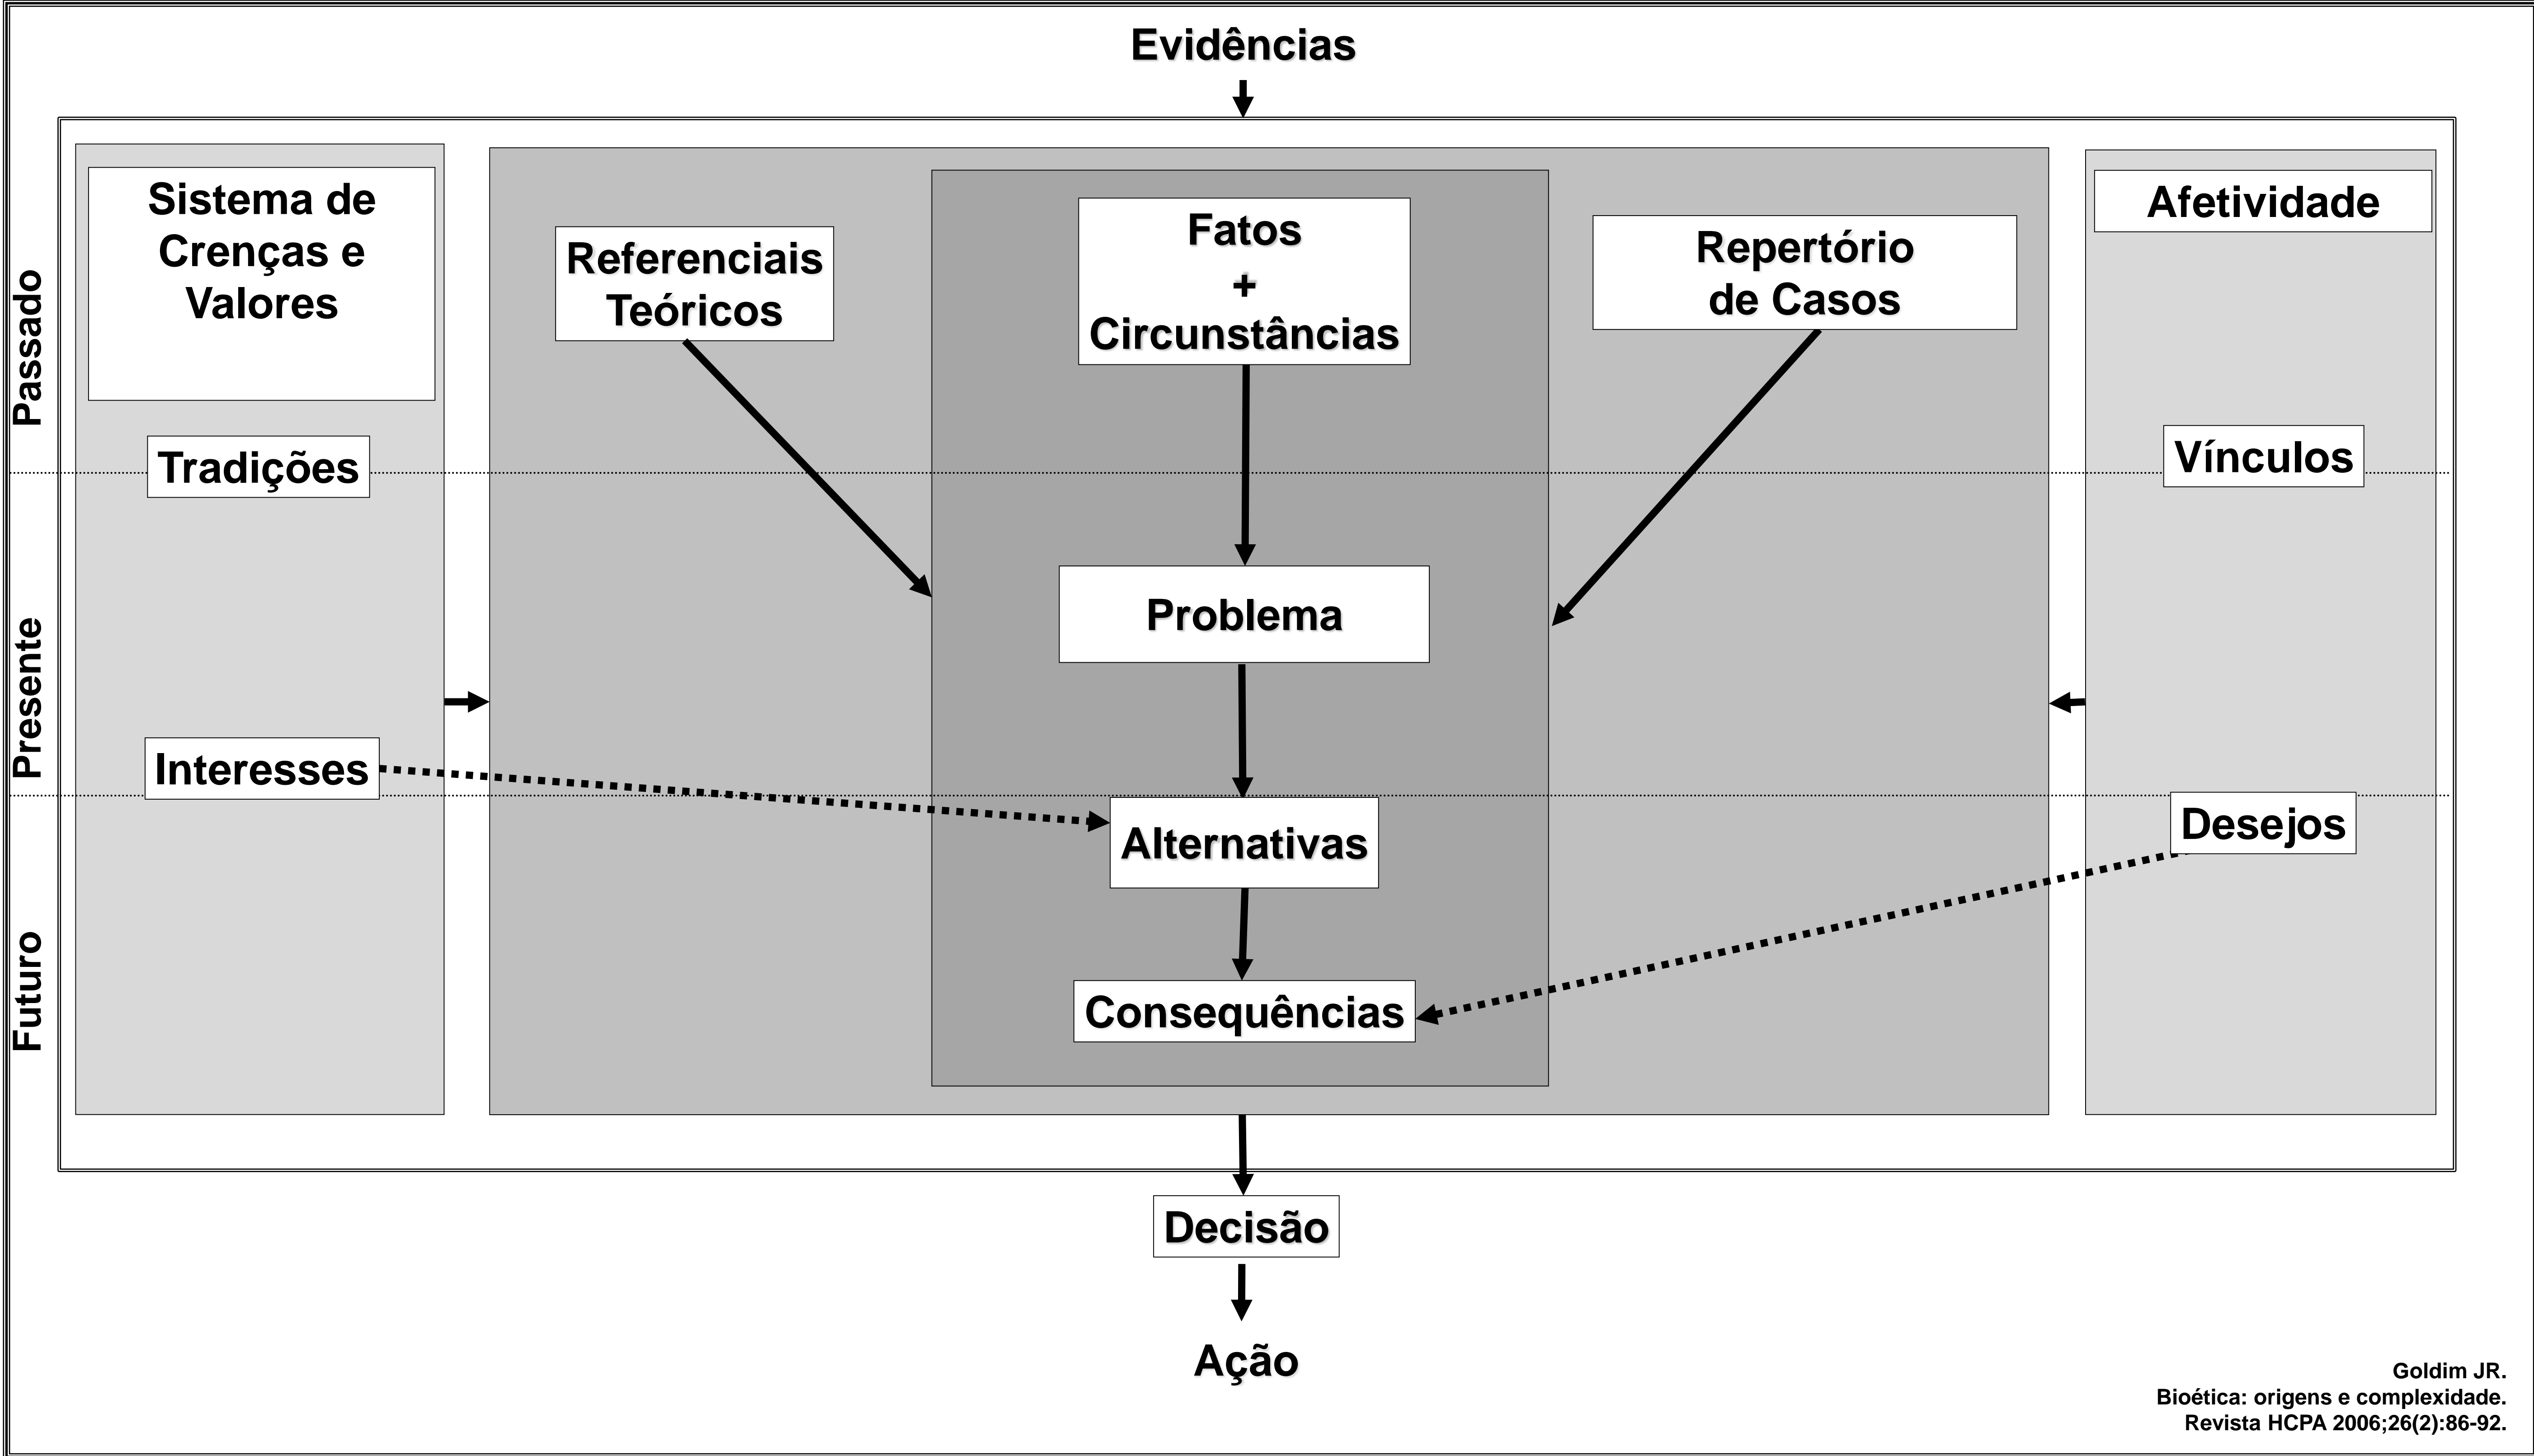 Evidências
Sistema de
Crenças e
Valores
Referenciais
Teóricos
Fatos
+
Circunstâncias
Repertório
de Casos
Afetividade
Passado
Tradições
Vínculos
Problema
Presente
Interesses
Alternativas
Desejos
Futuro
Consequências
Decisão
Ação
Goldim JR.
Bioética: origens e complexidade.
Revista HCPA 2006;26(2):86-92.